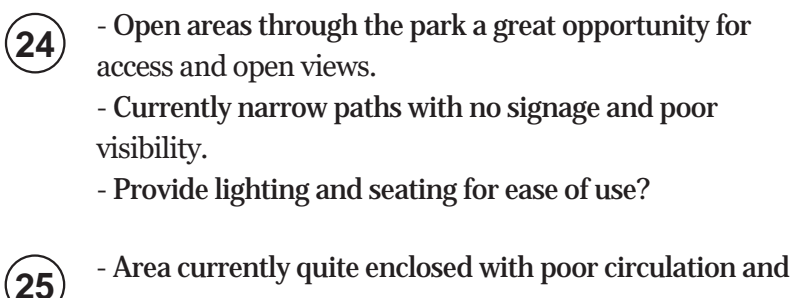 24
- Open areas through the park a great opportunity for
access and open views.
- Currently narrow paths with no signage and poor
visibility.
- Provide lighting and seating for ease of use?
25
- Area currently quite enclosed with poor circulation and